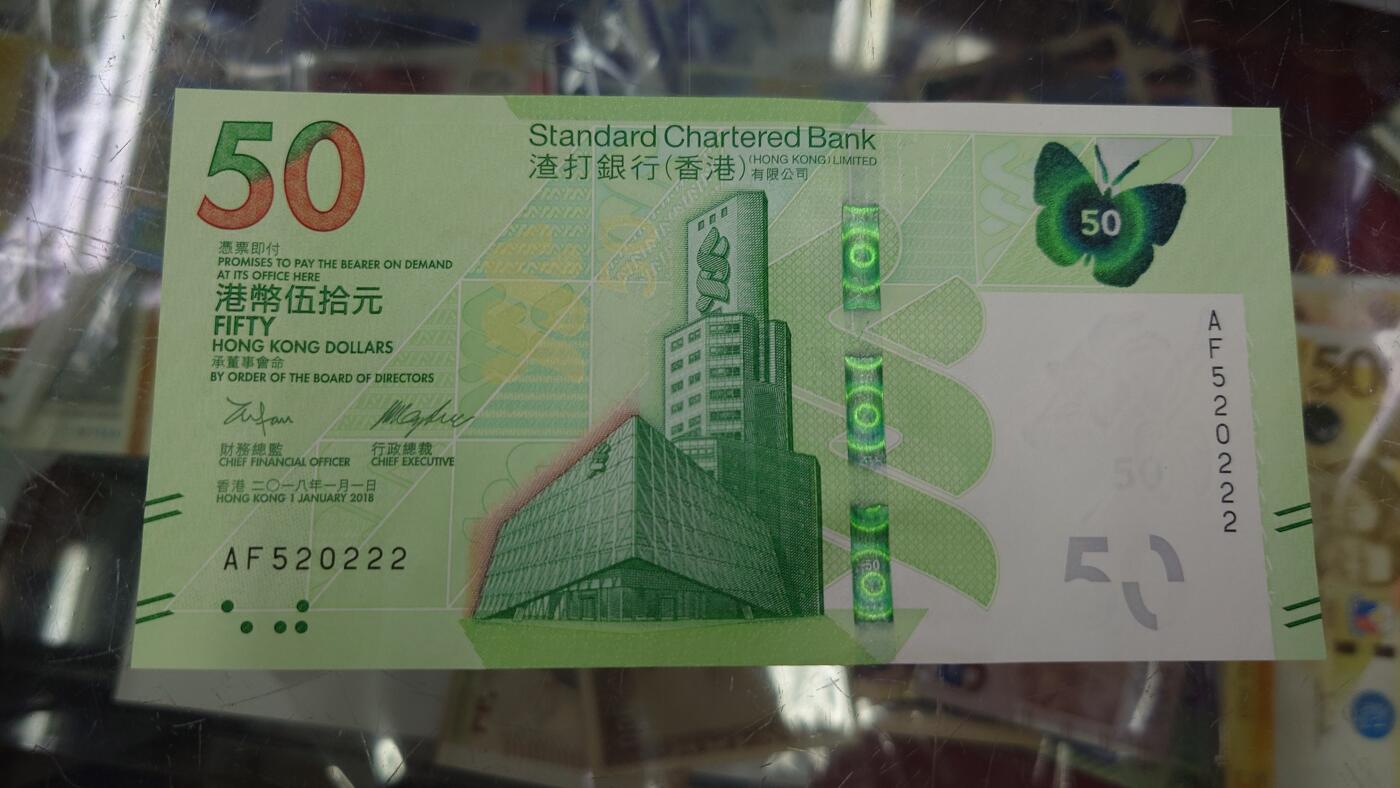 50
Standard Chartered Bank
渣打銀行(香港)
(HONG KONG) LIMITED
有限公司
50
憑票即付
PROMISES TO PAY THE BEARER ON DEMAND
AT ITS OFFICE HERE
港幣伍拾元
FIFTY
HONG KONG DOLLARS
承董事會命
BY ORDER OF THE BOARD OF DIRECTORS
財務總監
CHIEF FINANCIAL OFFICER
行政總裁
CHIEF EXECUTIVE
香港 二〇一八年一月一日
HONG KONG 1 JANUARY 2018
AF520222
50
AF520222
50
50
50